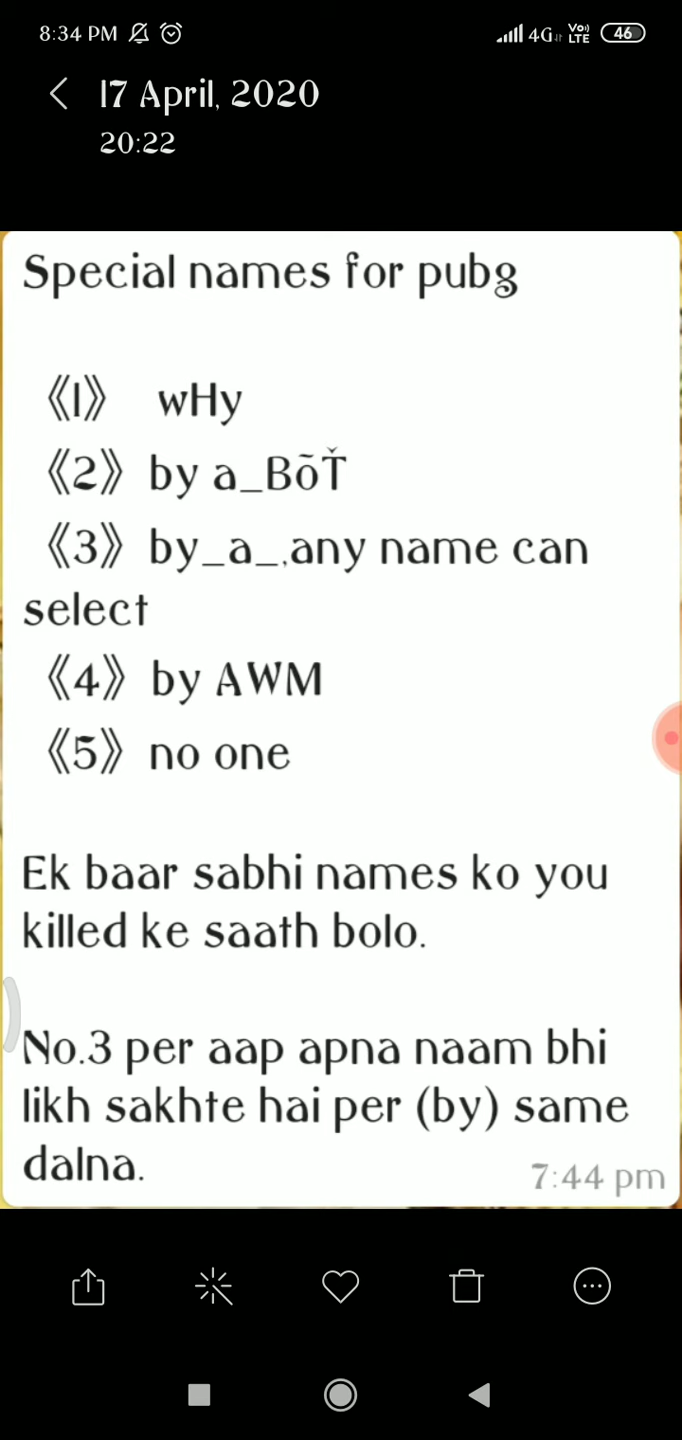 8:34 PM 4G Vo)) LTE 46
17 April, 2020
20:22
Special names for pubg
《1》 wHy
《2》 by a_BõŤ
《3》 by_a_,any name can
select
《4》 by AWM
《5》 no one
Ek baar sabhi names ko you
killed ke saath bolo.
No.3 per aap apna naam bhi
likh sakhte hai per (by) same
dalna.
7:44 pm